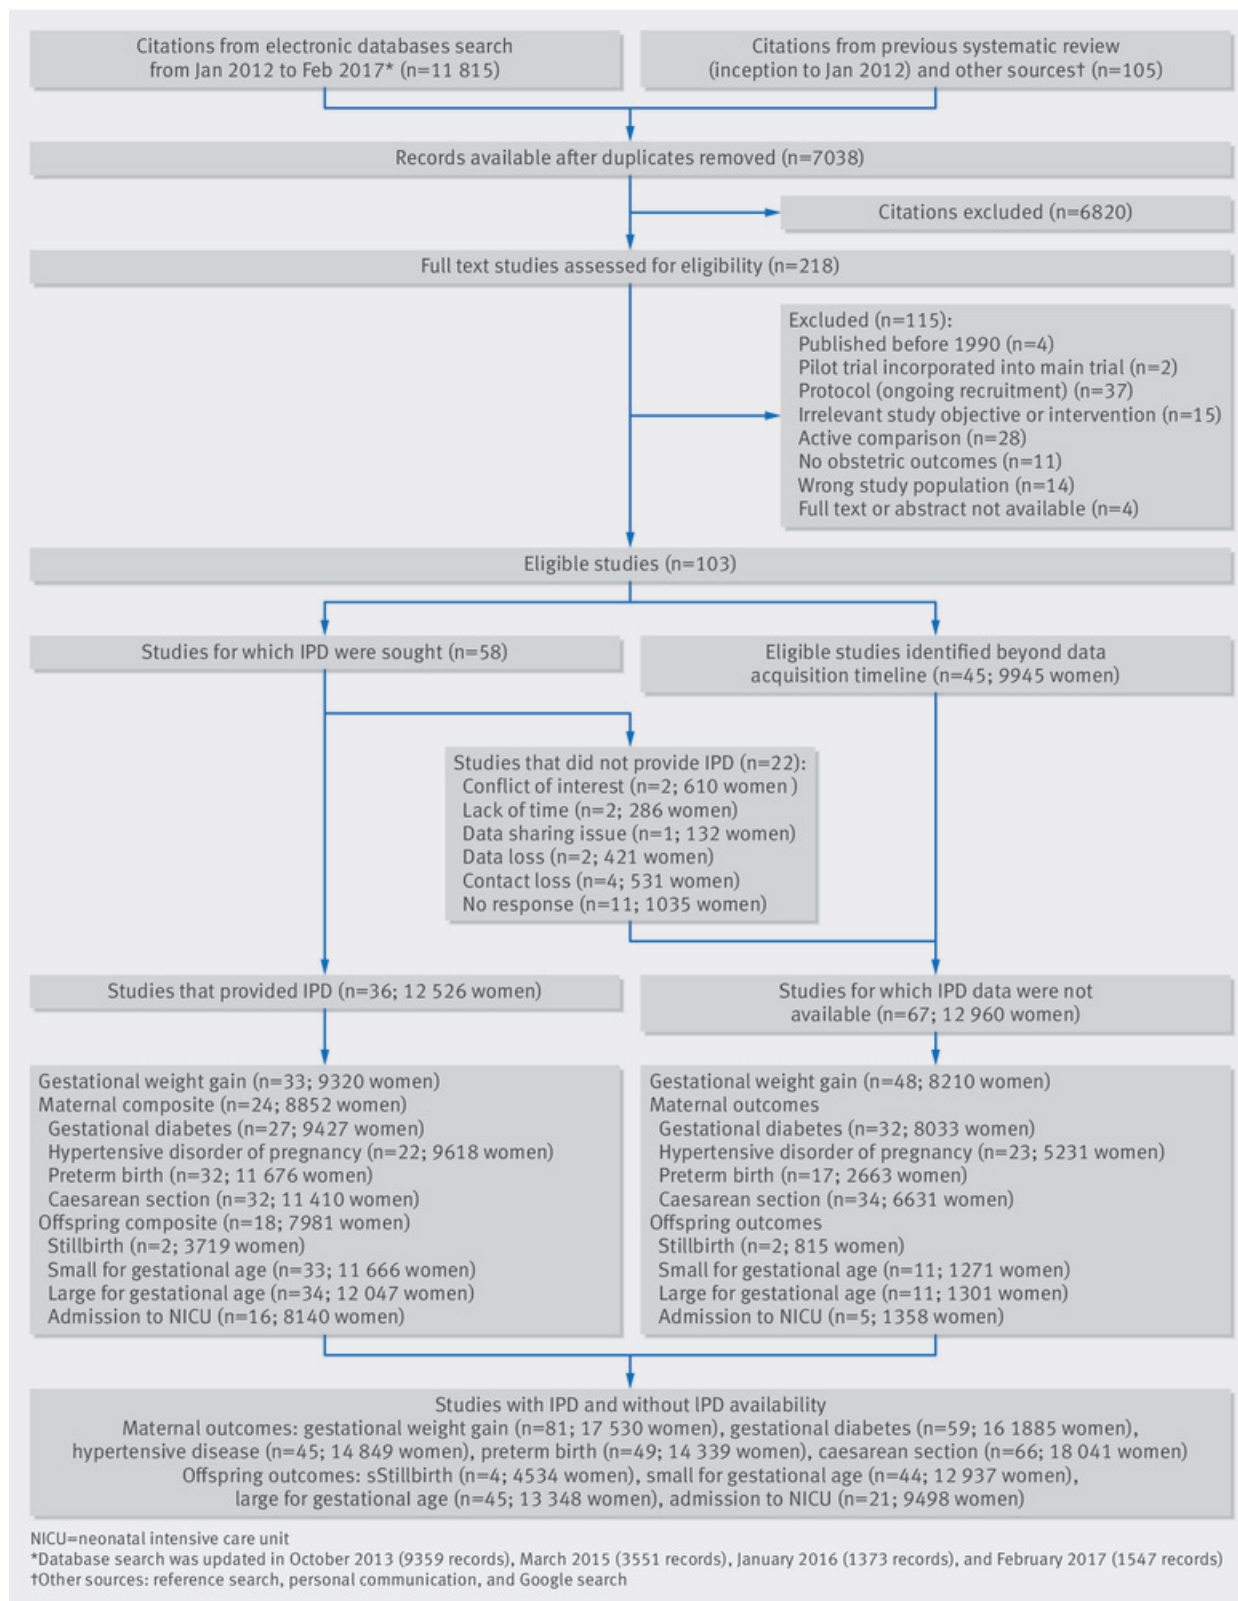 Citations from electronic databases search
from Jan 2012 to Feb 2017* (n=11 815)
Citations from previous systematic review
(inception to Jan 2012) and other sources† (n=105)
Records available after duplicates removed (n=7038)
Citations excluded (n=6820)
Full text studies assessed for eligibility (n=218)
Excluded (n=115):
Published before 1990 (n=4)
Pilot trial incorporated into main trial (n=2)
Protocol (ongoing recruitment) (n=37)
Irrelevant study objective or intervention (n=15)
Active comparison (n=28)
No obstetric outcomes (n=11)
Wrong study population (n=14)
Full text or abstract not available (n=4)
Eligible studies (n=103)
Studies for which IPD were sought (n=58)
Eligible studies identified beyond data
acquisition timeline (n=45; 9945 women)
Studies that did not provide IPD (n=22):
Conflict of interest (n=2; 610 women )
Lack of time (n=2; 286 women)
Data sharing issue (n=1; 132 women)
Data loss (n=2; 421 women)
Contact loss (n=4; 531 women)
No response (n=11; 1035 women)
Studies that provided IPD (n=36; 12 526 women)
Studies for which IPD data were not
available (n=67; 12 960 women)
Gestational weight gain (n=33; 9320 women)
Maternal composite (n=24; 8852 women)
Gestational diabetes (n=27; 9427 women)
Hypertensive disorder of pregnancy (n=22; 9618 women)
Preterm birth (n=32; 11 676 women)
Caesarean section (n=32; 11 410 women)
Offspring composite (n=18; 7981 women)
Stillbirth (n=2; 3719 women)
Small for gestational age (n=33; 11 666 women)
Large for gestational age (n=34; 12 047 women)
Admission to NICU (n=16; 8140 women)
Gestational weight gain (n=48; 8210 women)
Maternal outcomes
Gestational diabetes (n=32; 8033 women)
Hypertensive disorder of pregnancy (n=23; 5231 women)
Preterm birth (n=17; 2663 women)
Caesarean section (n=34; 6631 women)
Offspring outcomes
Stillbirth (n=2; 815 women)
Small for gestational age (n=11; 1271 women)
Large for gestational age (n=11; 1301 women)
Admission to NICU (n=5; 1358 women)
Studies with IPD and without IPD availability
Maternal outcomes: gestational weight gain (n=81; 17 530 women), gestational diabetes (n=59; 16 1885 women),
hypertensive disease (n=45; 14 849 women), preterm birth (n=49; 14 339 women), caesarean section (n=66; 18 041 women)
Offspring outcomes: sStillbirth (n=4; 4534 women), small for gestational age (n=44; 12 937 women),
large for gestational age (n=45; 13 348 women), admission to NICU (n=21; 9498 women)
NICU=neonatal intensive care unit
*Database search was updated in October 2013 (9359 records), March 2015 (3551 records), January 2016 (1373 records), and February 2017 (1547 records)
†Other sources: reference search, personal communication, and Google search